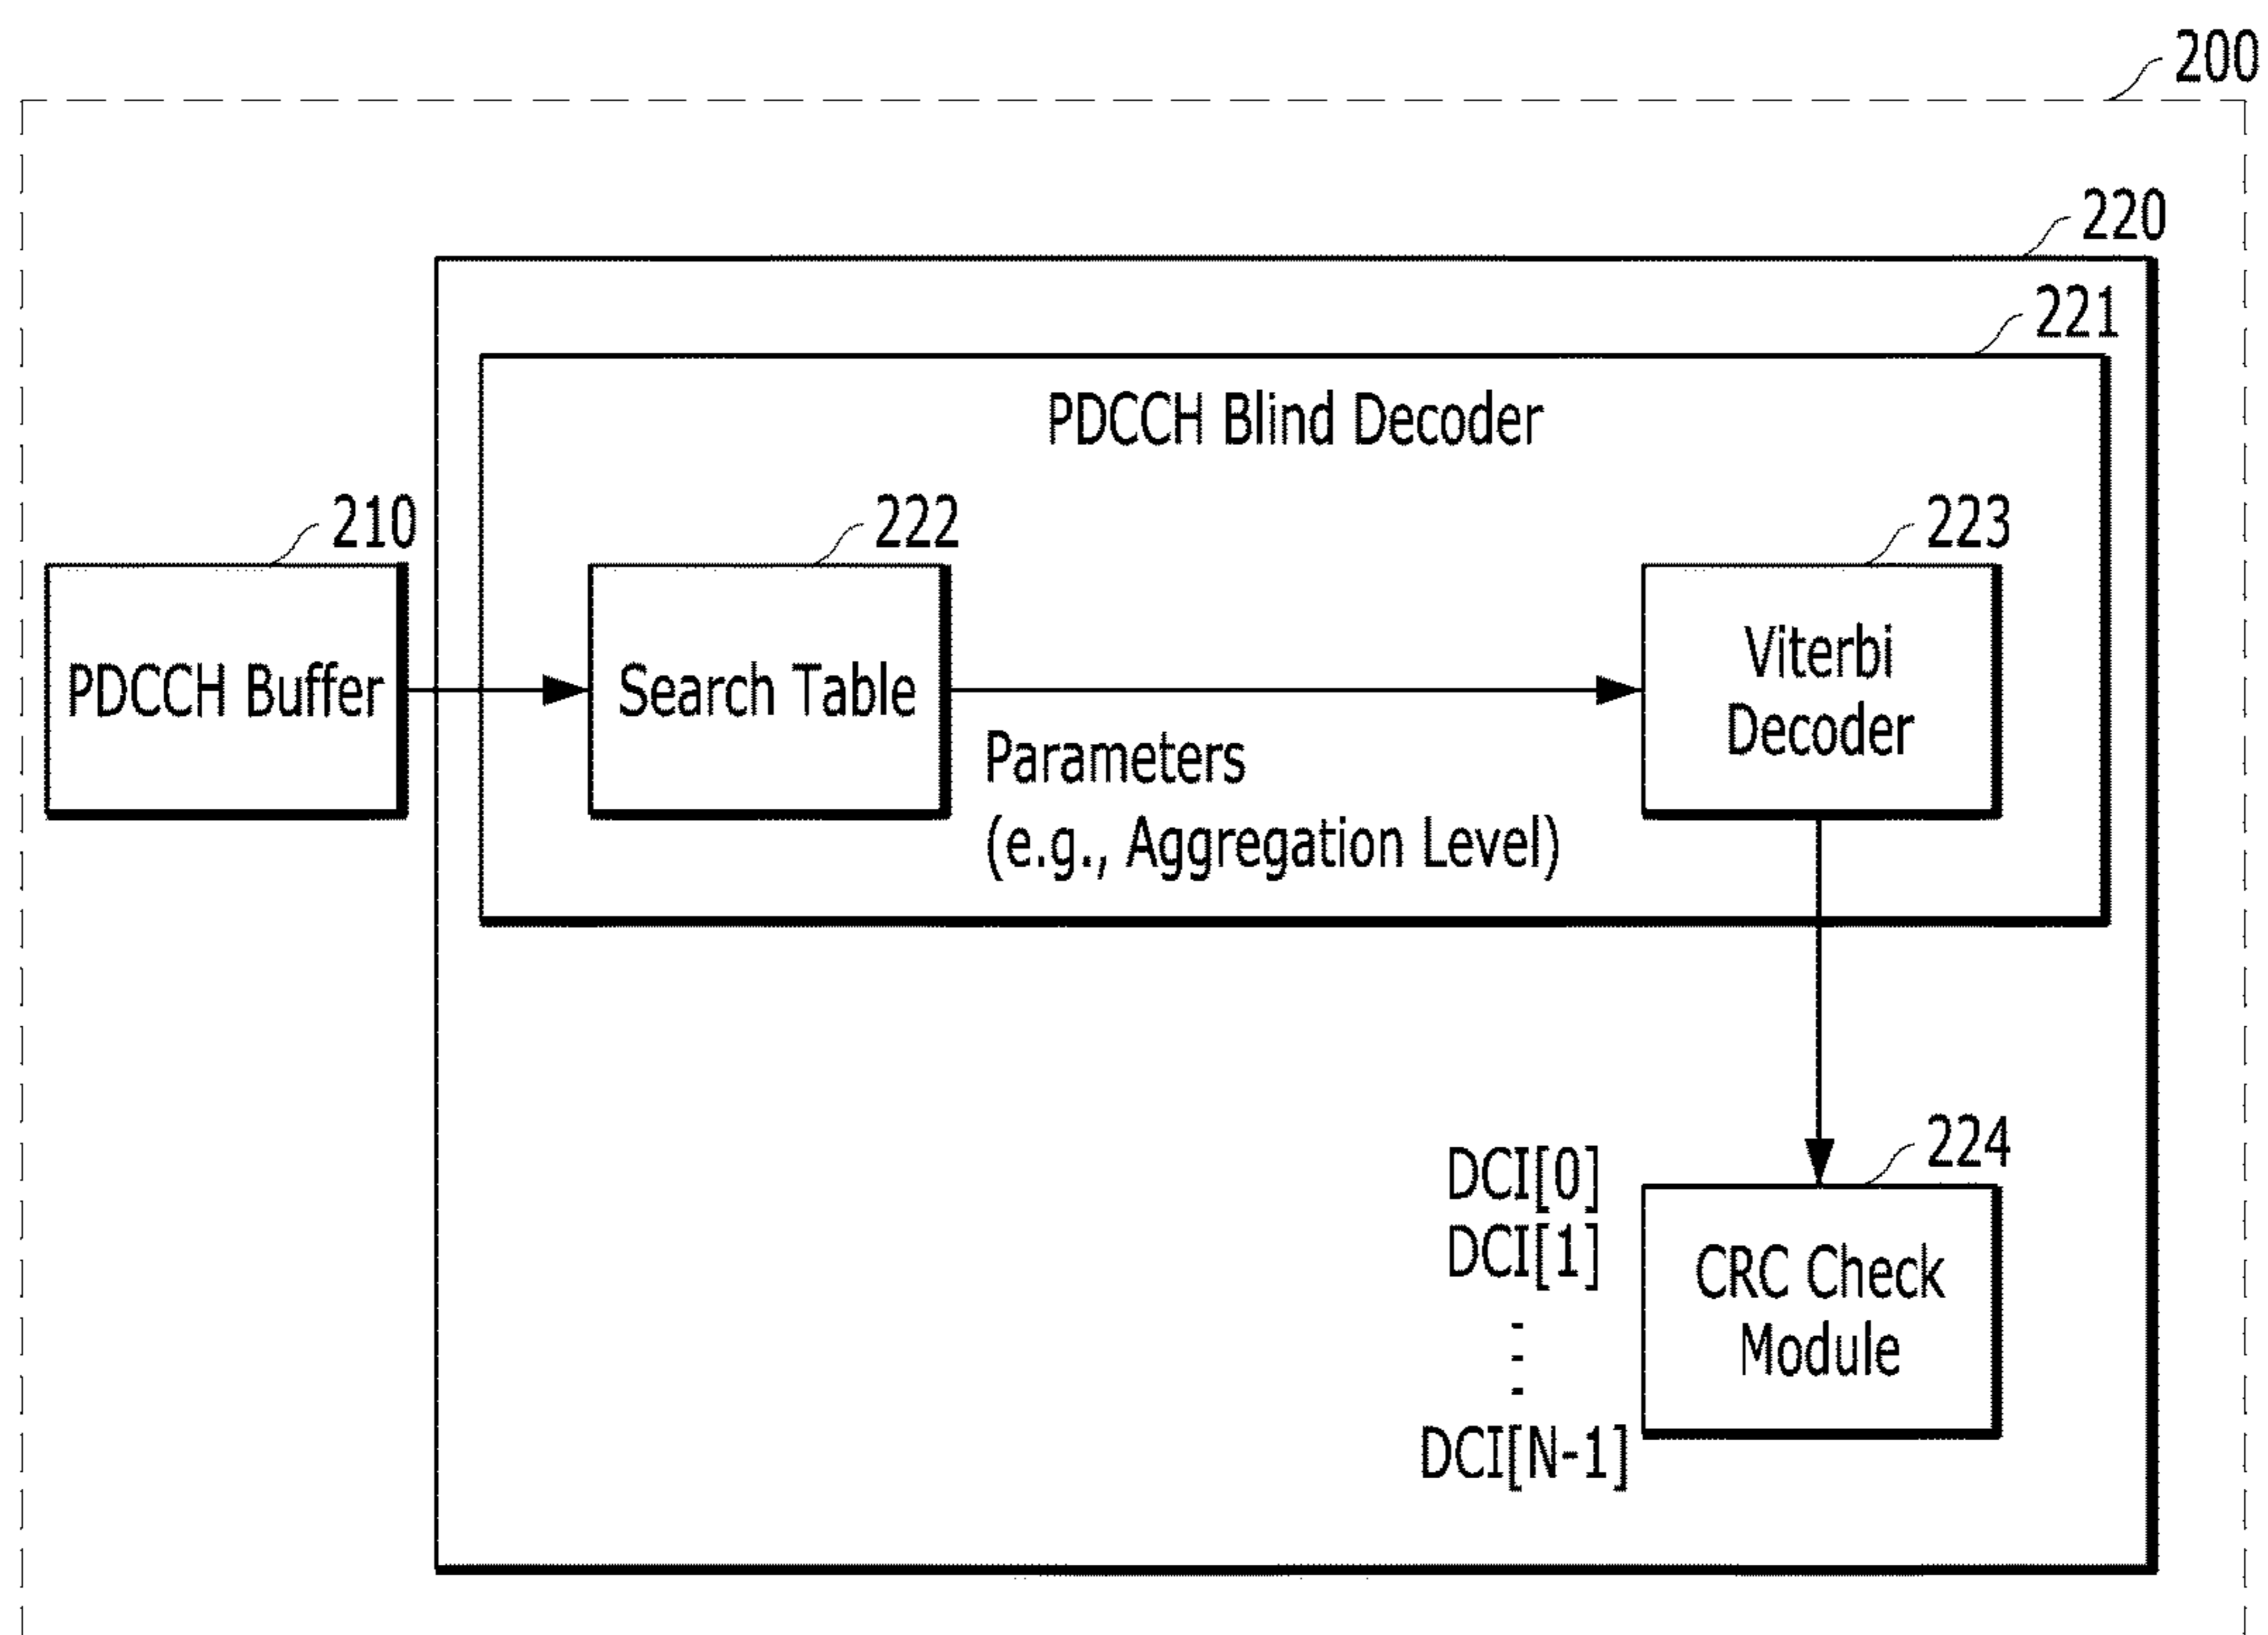 200
220
221
PDCCH Blind Decoder
210
222
223
PDCCH Buffer
Search Table
Viterbi
Decoder
Parameters
(e.g., Aggregation Level)
224
DCI[0]
DCI[1]
DCI[N-1]
CRC Check
Module